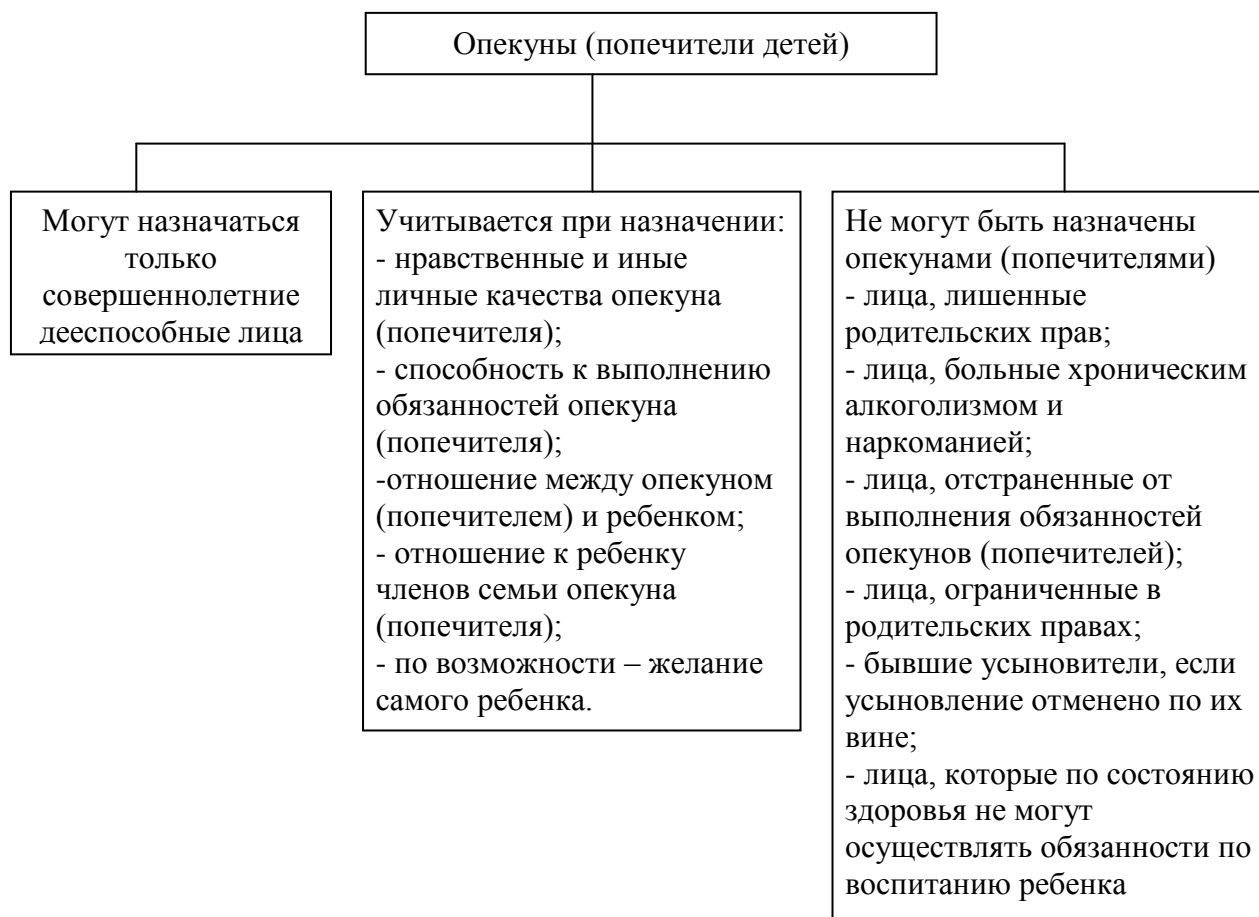 Опекуны (попечители детей)
Могут назначаться
только
совершеннолетние
дееспособные лица
Учитывается при назначении:
- нравственные и иные
личные качества опекуна
(попечителя);
- способность к выполнению
обязанностей опекуна
(попечителя);
-отношение между опекуном
(попечителем) и ребенком;
- отношение к ребенку
членов семьи опекуна
(попечителя);
- по возможности – желание
самого ребенка.
Не могут быть назначены
опекунами (попечителями)
- лица, лишенные
родительских прав;
- лица, больные хроническим
алкоголизмом и
наркоманией;
- лица, отстраненные от
выполнения обязанностей
опекунов (попечителей);
- лица, ограниченные в
родительских правах;
- бывшие усыновители, если
усыновление отменено по их
вине;
- лица, которые по состоянию
здоровья не могут
осуществлять обязанности по
воспитанию ребенка